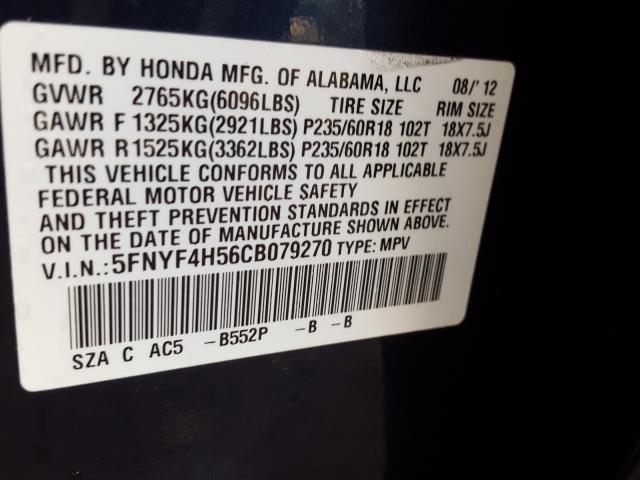 MFD. BY HONDA MFG. OF ALABAMA, LLC 08/'12
GVWR 2765KG(6096LBS) TIRE SIZE RIM SIZE
GAWR F 1325KG(2921LBS) P235/60R18 102T 18X7.5J
GAWR R 1525KG(3362LBS) P235/60R18 102T 18X7.5J
THIS VEHICLE CONFORMS TO ALL APPLICABLE
FEDERAL MOTOR VEHICLE SAFETY
AND THEFT PREVENTION STANDARDS IN EFFECT
ON THE DATE OF MANUFACTURE SHOWN ABOVE.
V.I.N.:5FNYF4H56CB079270 TYPE: MPV
SZA C AC5 -B552P -B -B